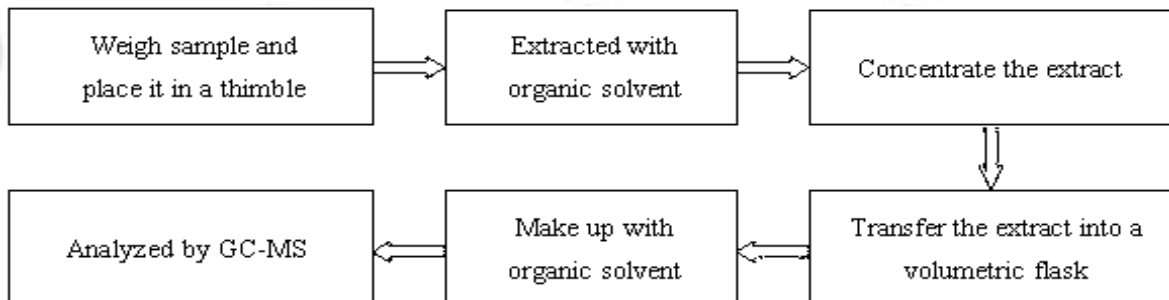 Weigh sample and
place it in a thimble
Extracted with
organic solvent
Concentrate the extract
Transfer the extract into a
volumetric flask
Make up with
organic solvent
Analyzed by GC-MS